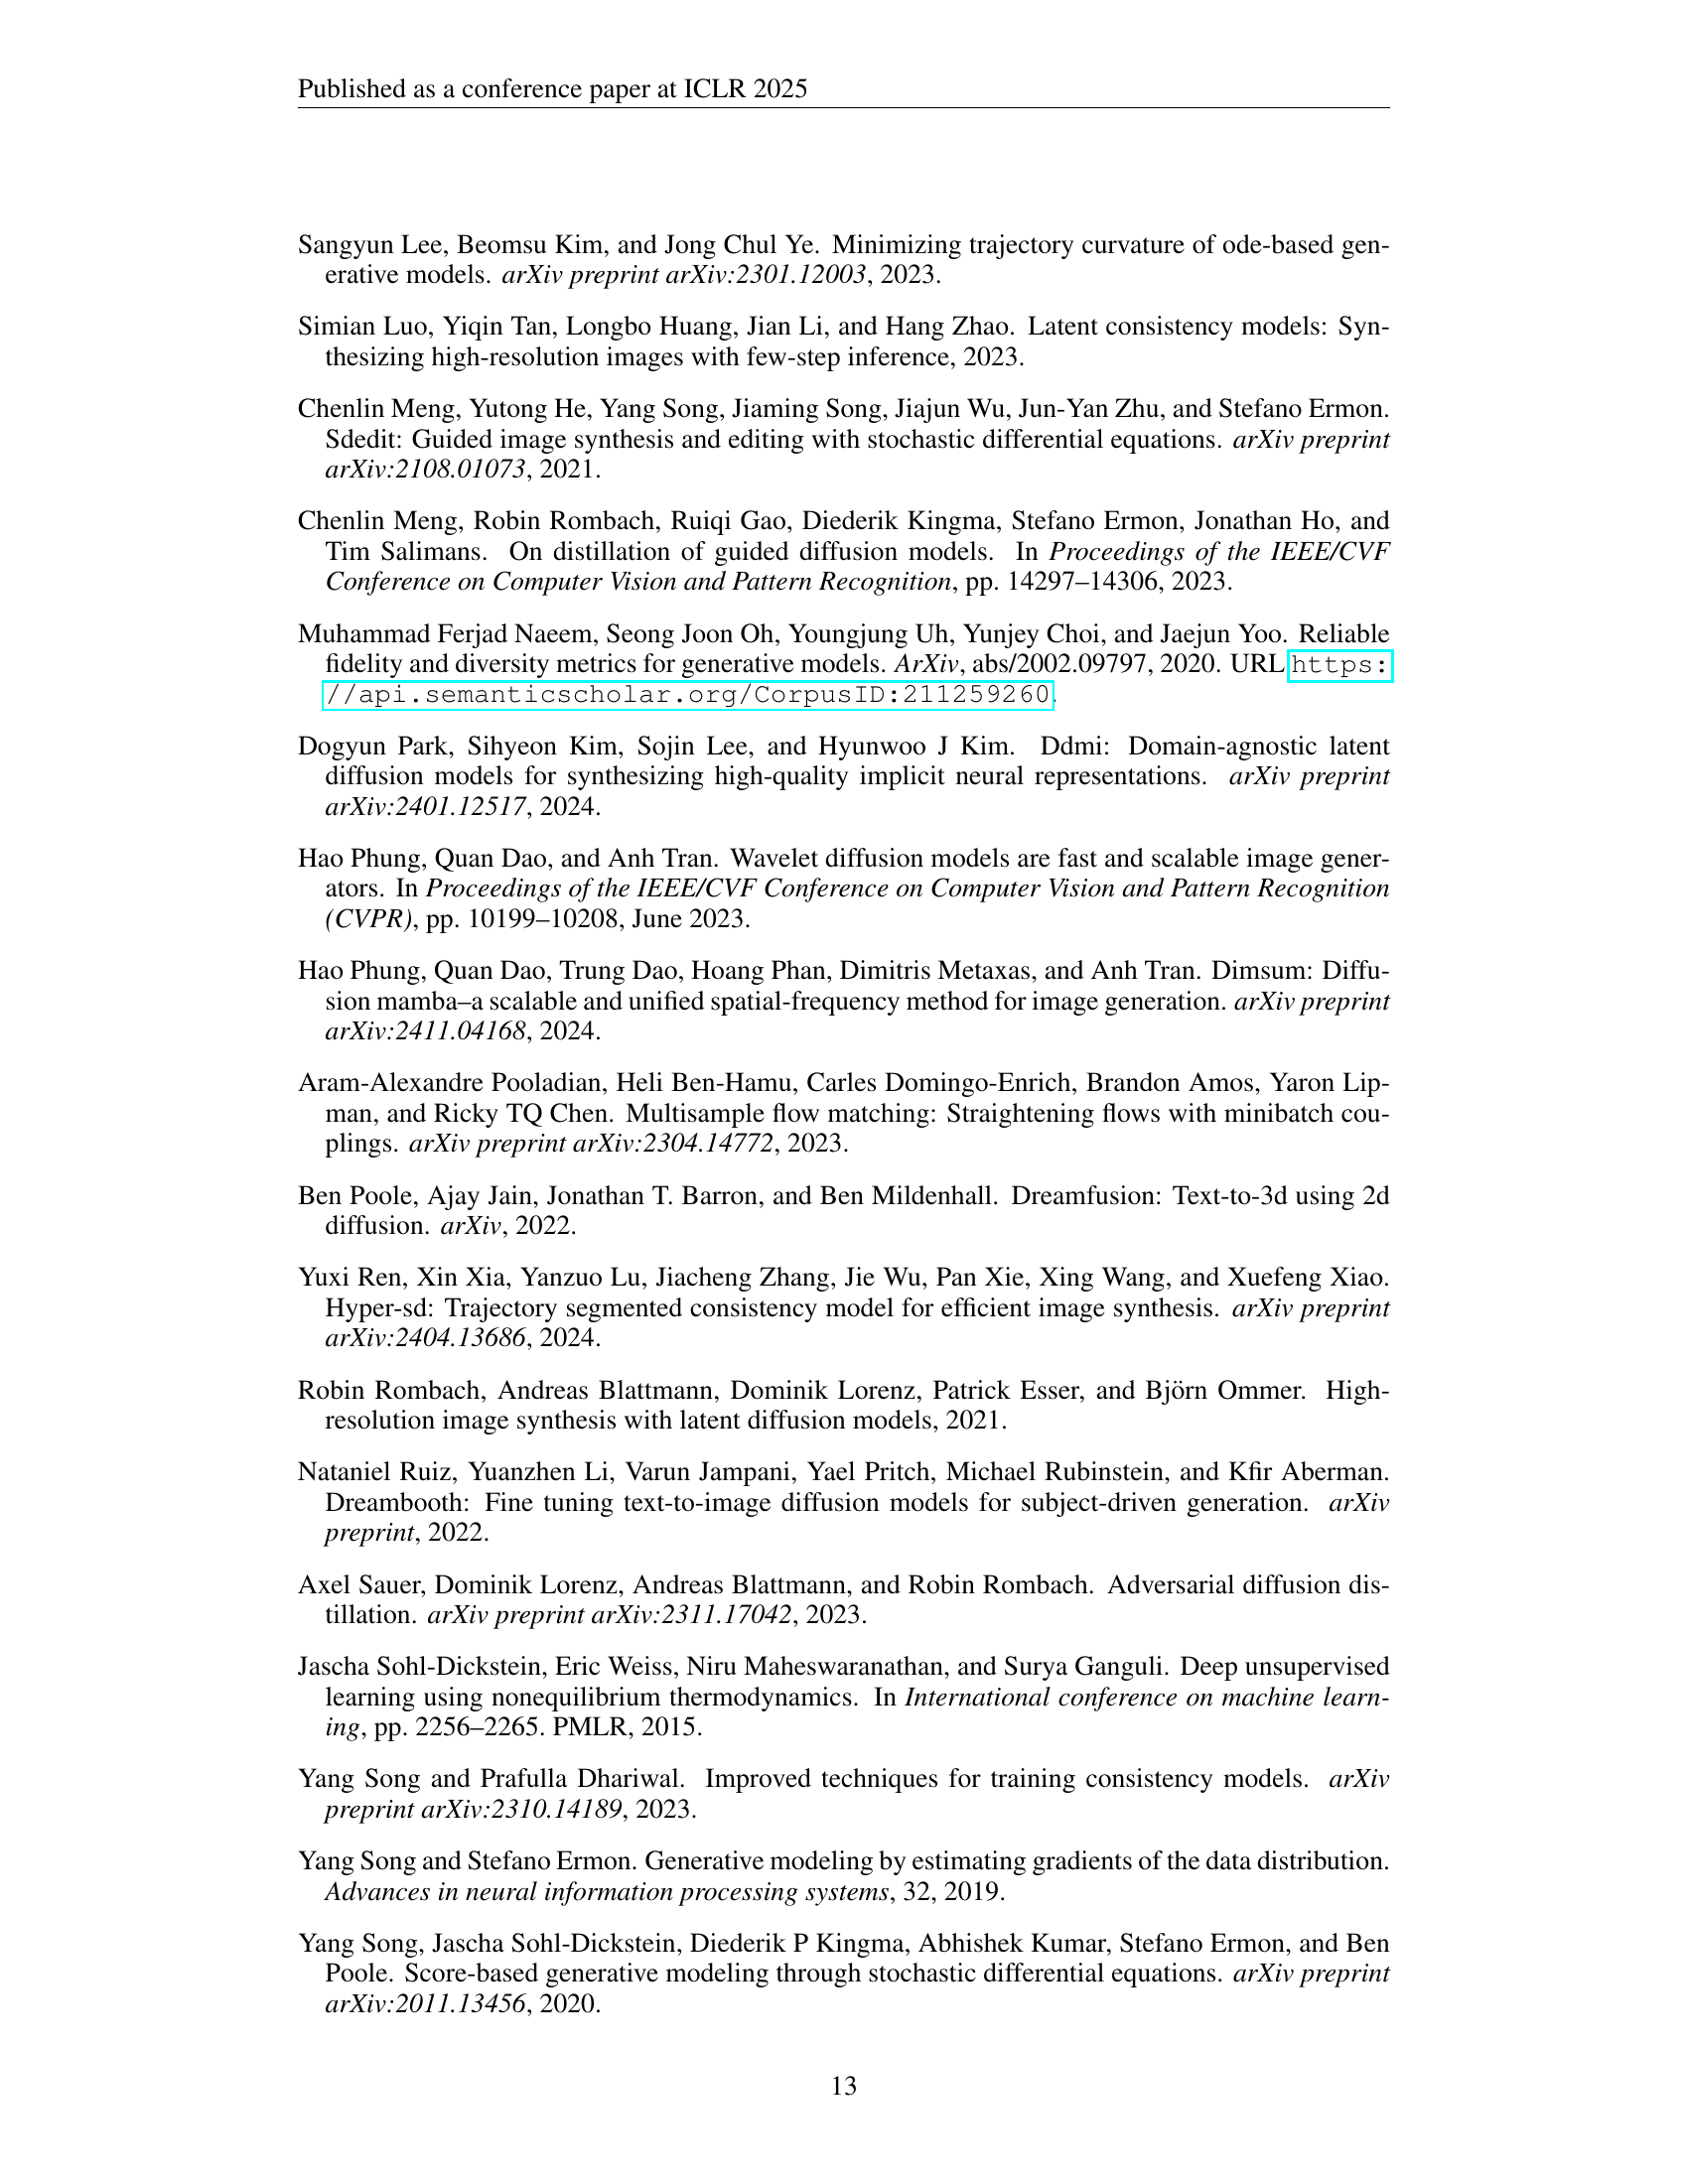 Published as a conference paper at ICLR 2025
Sangyun Lee, Beomsu Kim, and Jong Chul Ye. Minimizing trajectory curvature of ode-based gen-
erative models. arXiv preprint arXiv:2301.12003, 2023.
Simian Luo, Yiqin Tan, Longbo Huang, Jian Li, and Hang Zhao. Latent consistency models: Syn-
thesizing high-resolution images with few-step inference, 2023.
Chenlin Meng, Yutong He, Yang Song, Jiaming Song, Jiajun Wu, Jun-Yan Zhu, and Stefano Ermon.
Sdedit: Guided image synthesis and editing with stochastic differential equations. arXiv preprint
arXiv:2108.01073, 2021.
Chenlin Meng, Robin Rombach, Ruiqi Gao, Diederik Kingma, Stefano Ermon, Jonathan Ho, and
Tim Salimans. On distillation of guided diffusion models. In Proceedings of the IEEE/CVF
Conference on Computer Vision and Pattern Recognition, pp. 14297–14306, 2023.
Muhammad Ferjad Naeem, Seong Joon Oh, Youngjung Uh, Yunjey Choi, and Jaejun Yoo. Reliable
fidelity and diversity metrics for generative models. ArXiv, abs/2002.09797, 2020. URL https:
//api.semanticscholar.org/CorpusID:211259260.
Dogyun Park, Sihyeon Kim, Sojin Lee, and Hyunwoo J Kim. Ddmi: Domain-agnostic latent
diffusion models for synthesizing high-quality implicit neural representations. arXiv preprint
arXiv:2401.12517, 2024.
Hao Phung, Quan Dao, and Anh Tran. Wavelet diffusion models are fast and scalable image gener-
ators. In Proceedings of the IEEE/CVF Conference on Computer Vision and Pattern Recognition
(CVPR), pp. 10199–10208, June 2023.
Hao Phung, Quan Dao, Trung Dao, Hoang Phan, Dimitris Metaxas, and Anh Tran. Dimsum: Diffu-
sion mamba–a scalable and unified spatial-frequency method for image generation. arXiv preprint
arXiv:2411.04168, 2024.
Aram-Alexandre Pooladian, Heli Ben-Hamu, Carles Domingo-Enrich, Brandon Amos, Yaron Lip-
man, and Ricky TQ Chen. Multisample flow matching: Straightening flows with minibatch cou-
plings. arXiv preprint arXiv:2304.14772, 2023.
Ben Poole, Ajay Jain, Jonathan T. Barron, and Ben Mildenhall. Dreamfusion: Text-to-3d using 2d
diffusion. arXiv, 2022.
Yuxi Ren, Xin Xia, Yanzuo Lu, Jiacheng Zhang, Jie Wu, Pan Xie, Xing Wang, and Xuefeng Xiao.
Hyper-sd: Trajectory segmented consistency model for efficient image synthesis. arXiv preprint
arXiv:2404.13686, 2024.
Robin Rombach, Andreas Blattmann, Dominik Lorenz, Patrick Esser, and Björn Ommer. High-
resolution image synthesis with latent diffusion models, 2021.
Nataniel Ruiz, Yuanzhen Li, Varun Jampani, Yael Pritch, Michael Rubinstein, and Kfir Aberman.
Dreambooth: Fine tuning text-to-image diffusion models for subject-driven generation. arXiv
preprint, 2022.
Axel Sauer, Dominik Lorenz, Andreas Blattmann, and Robin Rombach. Adversarial diffusion dis-
tillation. arXiv preprint arXiv:2311.17042, 2023.
Jascha Sohl-Dickstein, Eric Weiss, Niru Maheswaranathan, and Surya Ganguli. Deep unsupervised
learning using nonequilibrium thermodynamics. In International conference on machine learn-
ing, pp. 2256–2265. PMLR, 2015.
Yang Song and Prafulla Dhariwal. Improved techniques for training consistency models. arXiv
preprint arXiv:2310.14189, 2023.
Yang Song and Stefano Ermon. Generative modeling by estimating gradients of the data distribution.
Advances in neural information processing systems, 32, 2019.
Yang Song, Jascha Sohl-Dickstein, Diederik P Kingma, Abhishek Kumar, Stefano Ermon, and Ben
Poole. Score-based generative modeling through stochastic differential equations. arXiv preprint
arXiv:2011.13456, 2020.
13